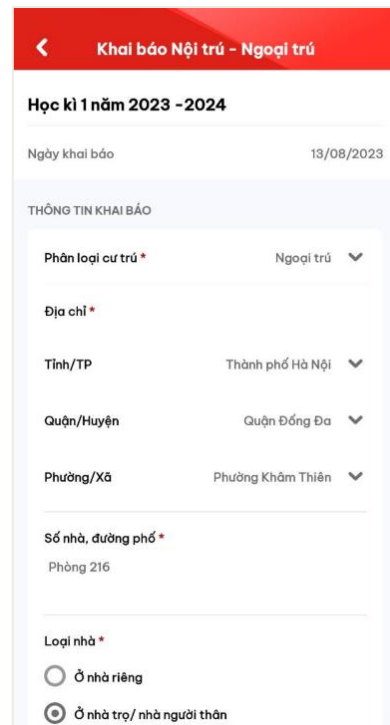 Khai báo Nội trú - Ngoại trú
Học kì 1 năm 2023 -2024
Ngày khai báo 13/08/2023
THÔNG TIN KHAI BÁO
Phân loại cư trú * Ngoại trú
Địa chỉ *
Tỉnh/TP Thành phố Hà Nội
Quận/Huyện Quận Đống Đa
Phường/Xã Phường Khâm Thiên
Số nhà, đường phố *
Phòng 216
Loại nhà *
Ở nhà riêng
Ở nhà trọ/ nhà người thân